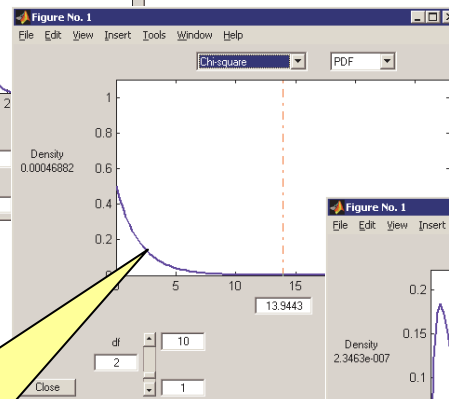 Figure No. 1
File Edit View Insert Tools Window Help
Chi-square PDF
1
0.8
0.6
0.4
0.2
0
Density
0.00046882
5 10 15
13.9443
df
2
10
1
Close
2
Figure No. 1
File Edit View Insert
0.2
0.15
0.1
Density
2.3463e-007